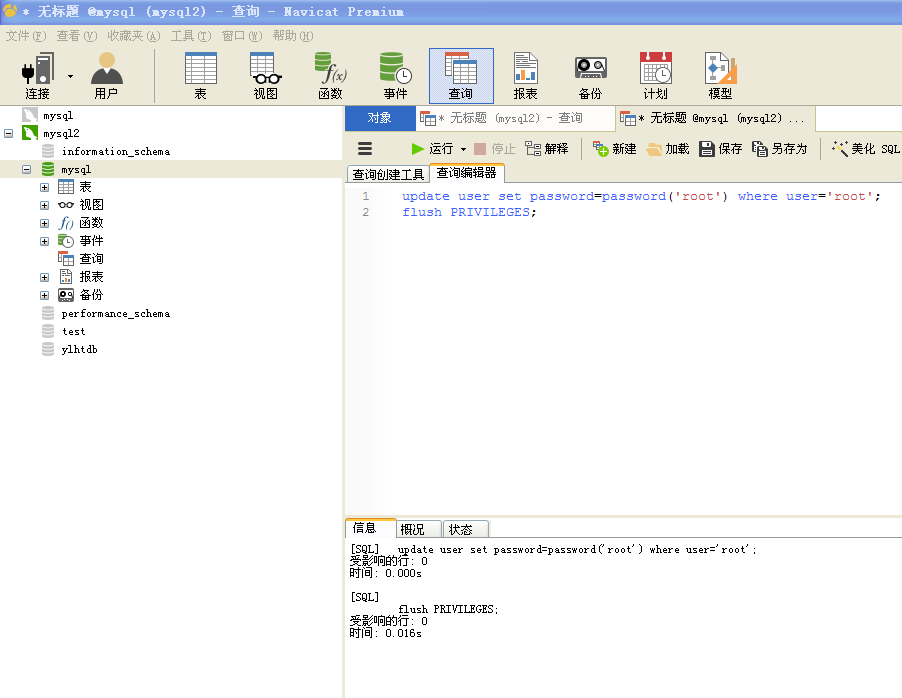 * 无标题 @mysql (mysql2) - 查询 - Navicat Premium
文件(F) 查看(V) 收藏夹(A) 工具(T) 窗口(W) 帮助(H)
连接 用户 表 视图 函数 事件 查询 报表 备份 计划 模型
mysql
mysql2
information_schema
mysql
表
视图
函数
事件
查询
报表
备份
performance_schema
test
ylhtdb
对象 * 无标题 (mysql2) - 查询 * 无标题 @mysql (mysql2) ...
运行 停止 解释 新建 加载 保存 另存为 美化 SQL
查询创建工具 查询编辑器
1 update user set password=password('root') where user='root';
2 flush PRIVILEGES;
信息 概况 状态
[SQL] update user set password=password('root') where user='root';
受影响的行: 0
时间: 0.000s
[SQL]
flush PRIVILEGES;
受影响的行: 0
时间: 0.016s